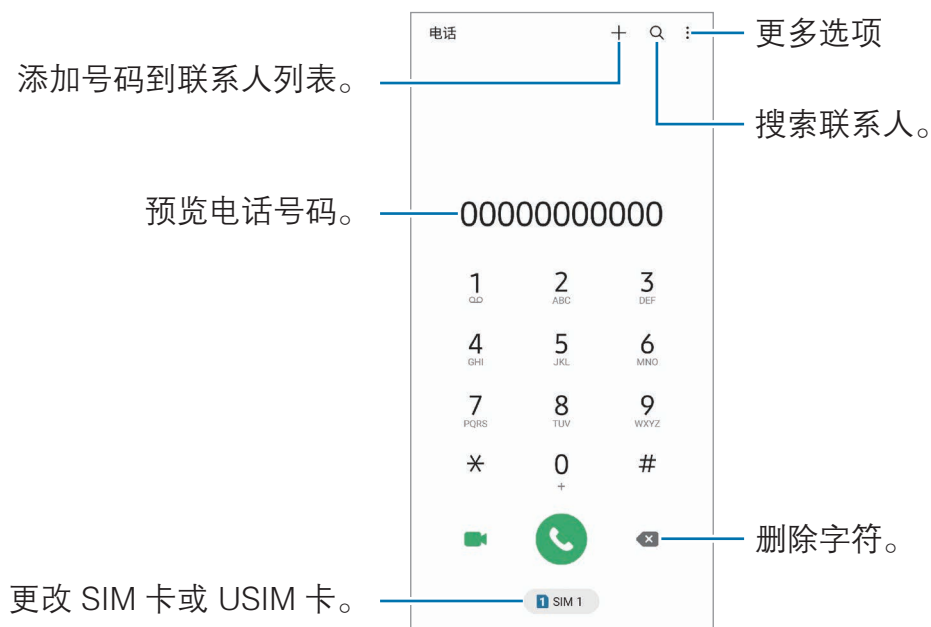 电话
更多选项
添加号码到联系人列表。
搜索联系人。
预览电话号码。
00000000000
1 2 3
ABC DEF
4 5 6
GHI JKL MNO
7 8 9
PQRS TUV WXYZ
* 0 #
+
删除字符。
更改 SIM 卡或 USIM 卡。
1 SIM 1